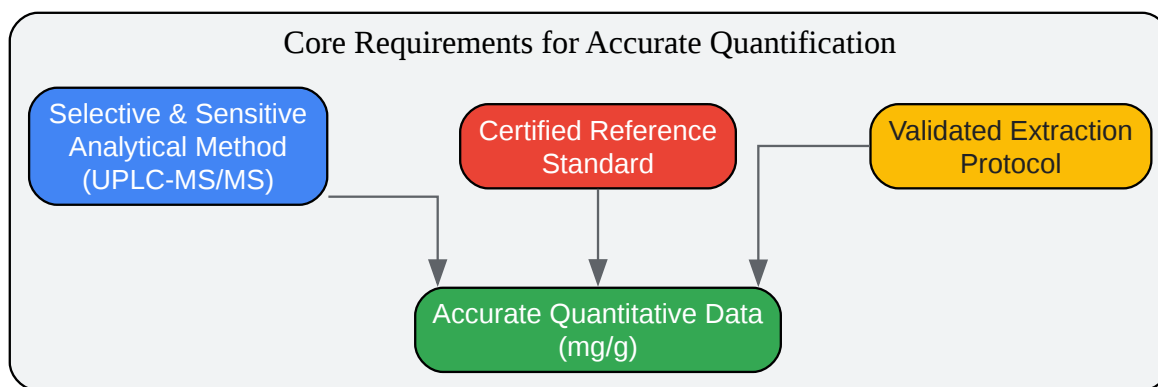 Core Requirements for Accurate Quantification
Selective & Sensitive
Analytical Method
(UPLC-MS/MS)
Certified Reference
Standard
Validated Extraction
Protocol
Accurate Quantitative Data
(mg/g)